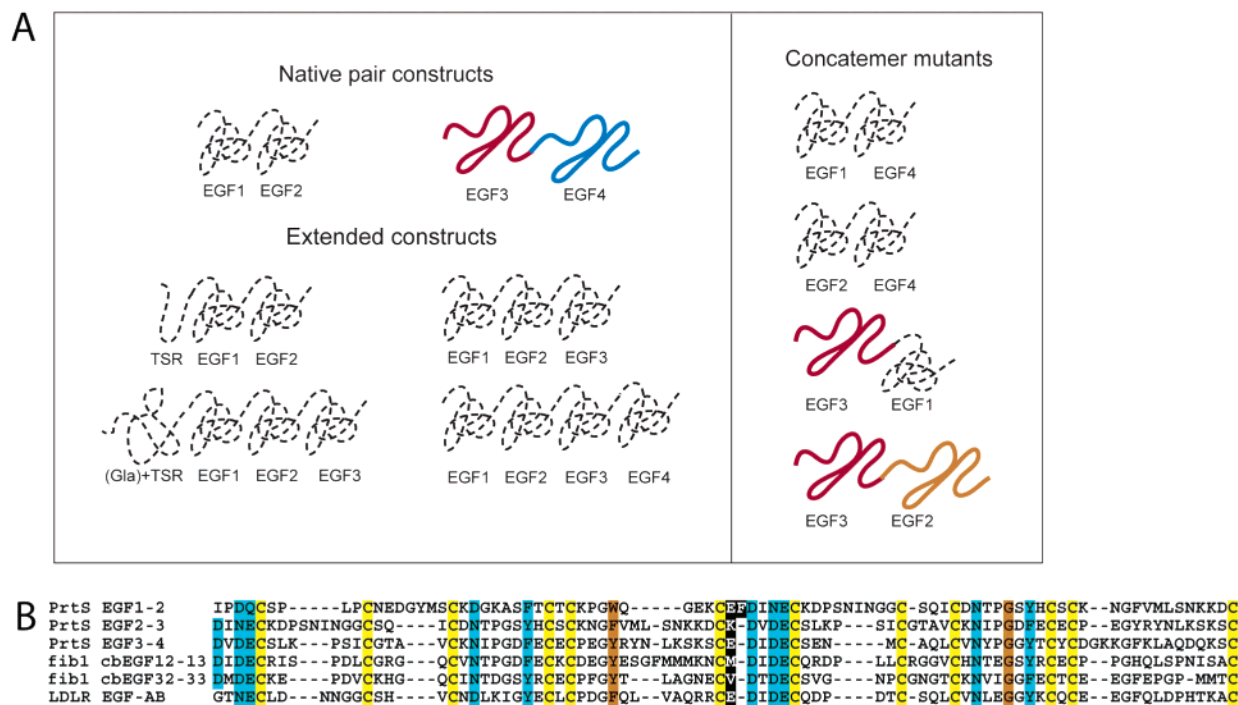 A
Native pair constructs
EGF1 EGF2
EGF3 EGF4
Extended constructs
TSR EGF1 EGF2
EGF1 EGF2 EGF3
(Gla)+TSR EGF1 EGF2 EGF3
EGF1 EGF2 EGF3 EGF4
Concatemer mutants
EGF1 EGF4
EGF2 EGF4
EGF3 EGF1
EGF3 EGF2
B
PrtS EGF1-2 IPDQCSP-----LPCNEDGYMSCKDGKASFTCTCKPGWQ-----GEKCEFDINECKDPSNINGGC-SQICDNTPGSYHCSCK--NGFVMLSNKKDC
PrtS EGF2-3 DINECKDPSNINGGCSQ----ICDNTPGSYHCSCKNGFVML-SNKKDCK-DVDECSLKP---SICGTAVCKNIPGDFECECP--EGYRYNLKSKSC
PrtS EGF3-4 DVDECSLK---PSICGTA---VCKNIPGDFECECPEGYRYN-LKSKSCE-DIDECSEN-----MC-AQLCVNYPGGYTCYCDGKKGFKLAQDQKSC
fib1 cbEGF12-13 DIDECRIS---PDLCGRG---QCVNTPGDFECKCDEGYESGFMMMKNCM-DIDECQRDP---LLCRGGVCHNTEGSYRCECP--PGHQLSPNISAC
fib1 cbEGF32-33 DMDECKE----PDVCKHG---QCINTDGSYRCECPFGYT---LAGNECV-DTDECSVG----NPCGNGTCKNVIGGFECTCE--EGFEPGP-MMTC
LDLR EGF-AB GTNECLD---NNGGCSH----VCNDLKIGYECLCPDGFQL-VAQRRCE-DIDECQDP----DTC-SQLCVNLEGGYKCQCE--EGFQLDPHTKAC